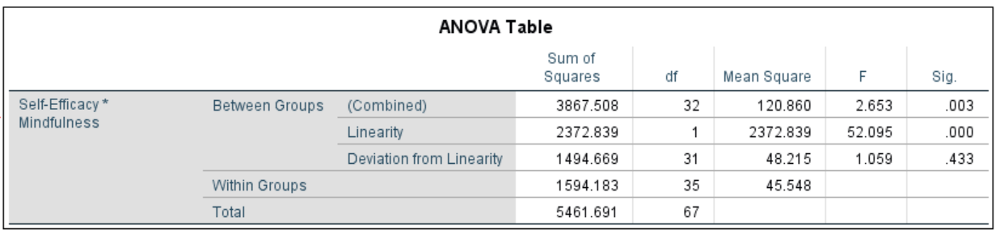 ANOVA Table
Sum of Squares df Mean Square F Sig.
Self-Efficacy * Mindfulness Between Groups (Combined) 3867.508 32 120.860 2.653 .003
Linearity 2372.839 1 2372.839 52.095 .000
Deviation from Linearity 1494.669 31 48.215 1.059 .433
Within Groups 1594.183 35 45.548
Total 5461.691 67